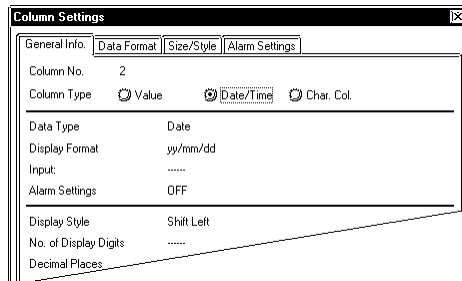 Column Settings
General Info. Data Format Size/Style Alarm Settings
Column No. 2
Column Type Value Date/Time Char. Col.
Data Type Date
Display Format yy/mm/dd
Input: ------
Alarm Settings OFF
Display Style Shift Left
No. of Display Digits ------
Decimal Places